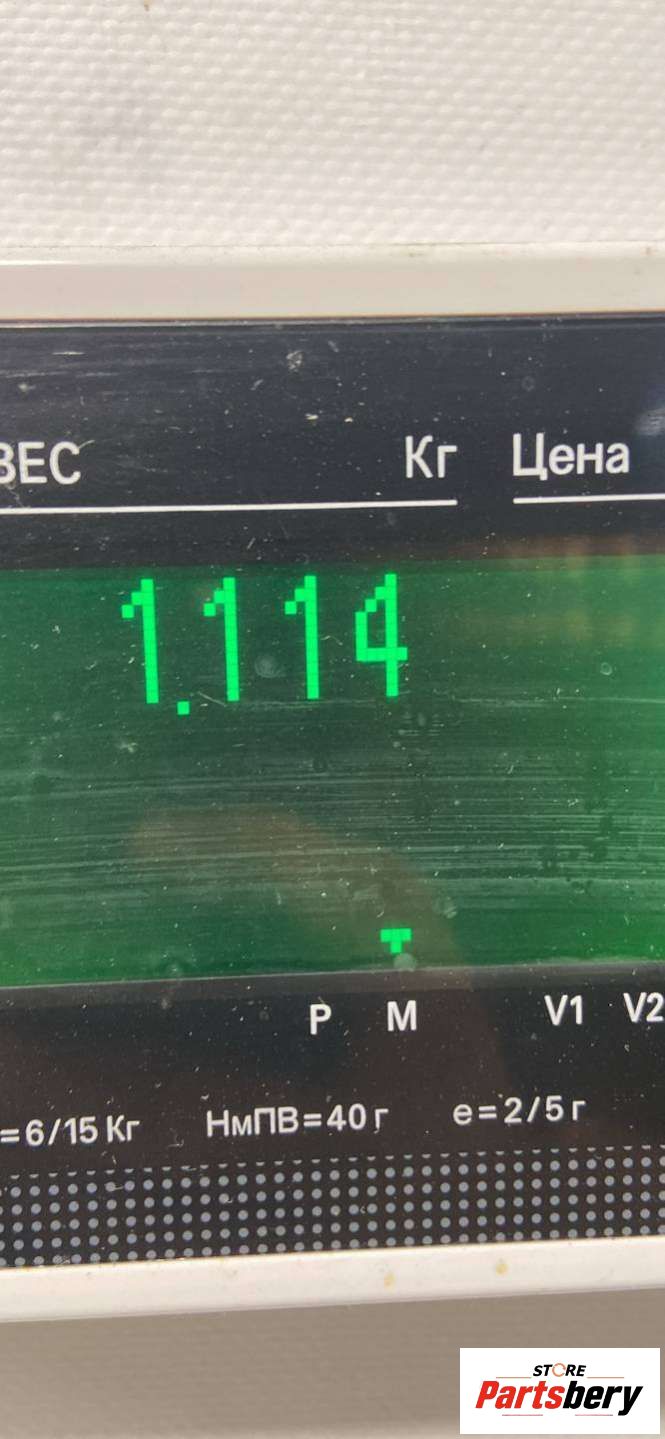 ВЕС Кг Цена
1.114
P M V1 V2
=6/15 Кг НмПВ=40 г e=2/5 г
STORE
Partsbery